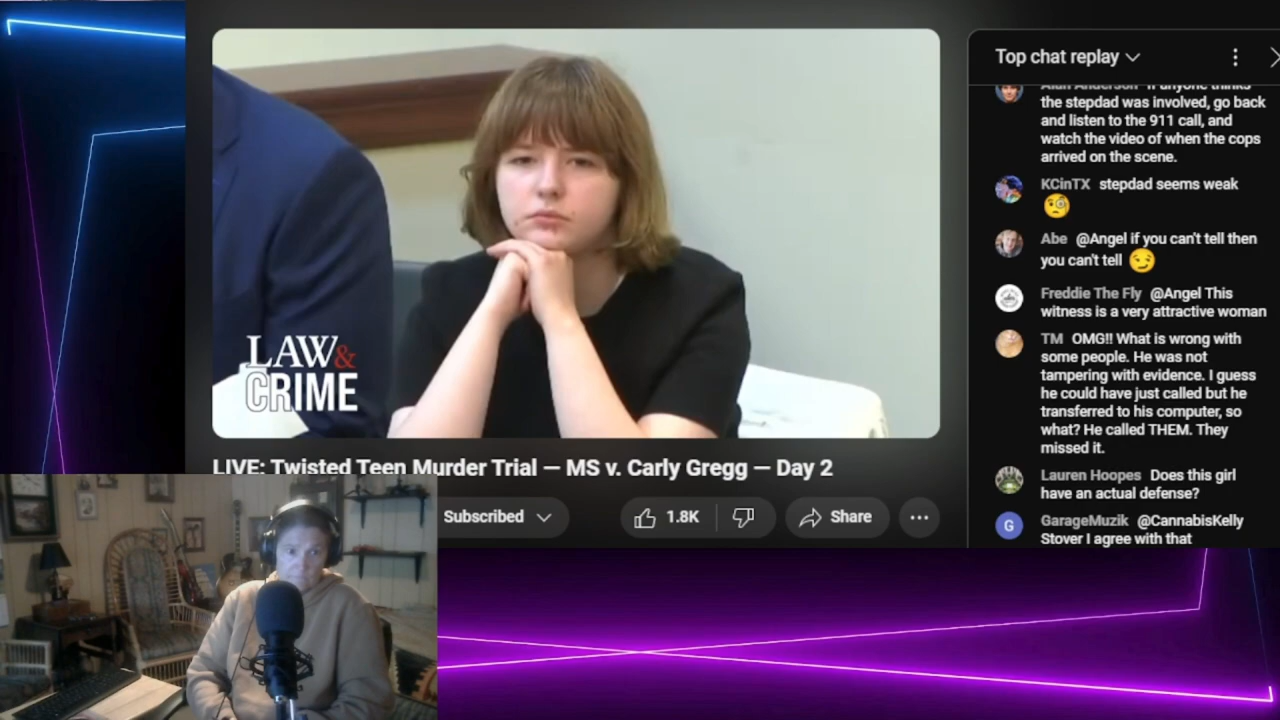 LAW&
CRIME
LIVE: Twisted Teen Murder Trial — MS v. Carly Gregg — Day 2
Subscribed
1.8K
Share
Top chat replay
Alan Anderson If anyone thinks
the stepdad was involved, go back
and listen to the 911 call, and
watch the video of when the cops
arrived on the scene.
KCinTX stepdad seems weak
🧐
Abe @Angel if you can't tell then
you can't tell 😏
Freddie The Fly @Angel This
witness is a very attractive woman
TM OMG!! What is wrong with
some people. He was not
tampering with evidence. I guess
he could have just called but he
transferred to his computer, so
what? He called THEM. They
missed it.
Lauren Hoopes Does this girl
have an actual defense?
G
GarageMuzik @CannabisKelly
Stover I agree with that